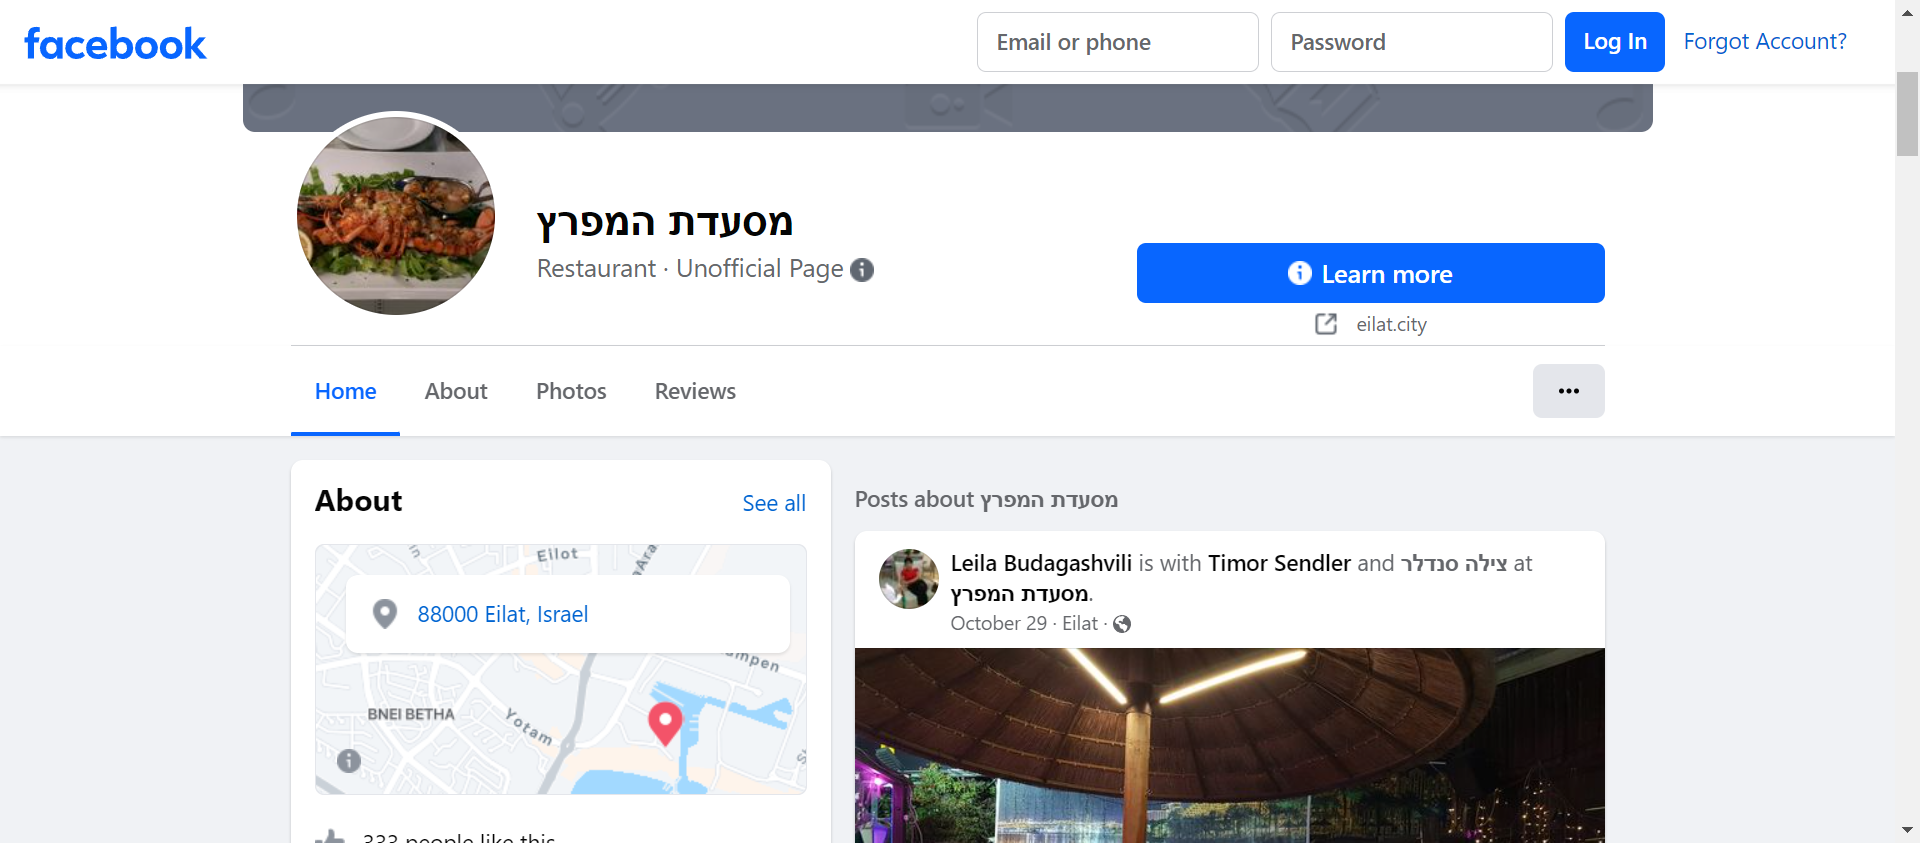 facebook
Email or phone
Password
Log In
Forgot Account?
מסעדת המפרץ
Restaurant · Unofficial Page
Learn more
eilat.city
Home
About
Photos
Reviews
About
See all
Eilot
88000 Eilat, Israel
BNEI BETHA
Yotam
333 people like this
Posts about מסעדת המפרץ
Leila Budagashvili is with Timor Sendler and צילה סנדלר at
מסעדת המפרץ.
October 29 · Eilat ·